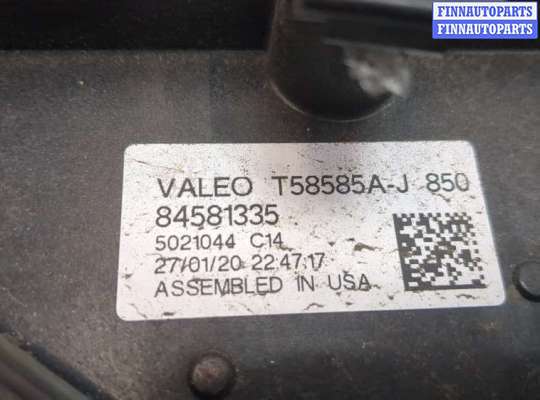 FINNAUTOPARTS
FINNAUTOPARTS
VALEO T58585A-J 850
84581335
5021044 C14
27/01/20 22:47:17
ASSEMBLED IN USA